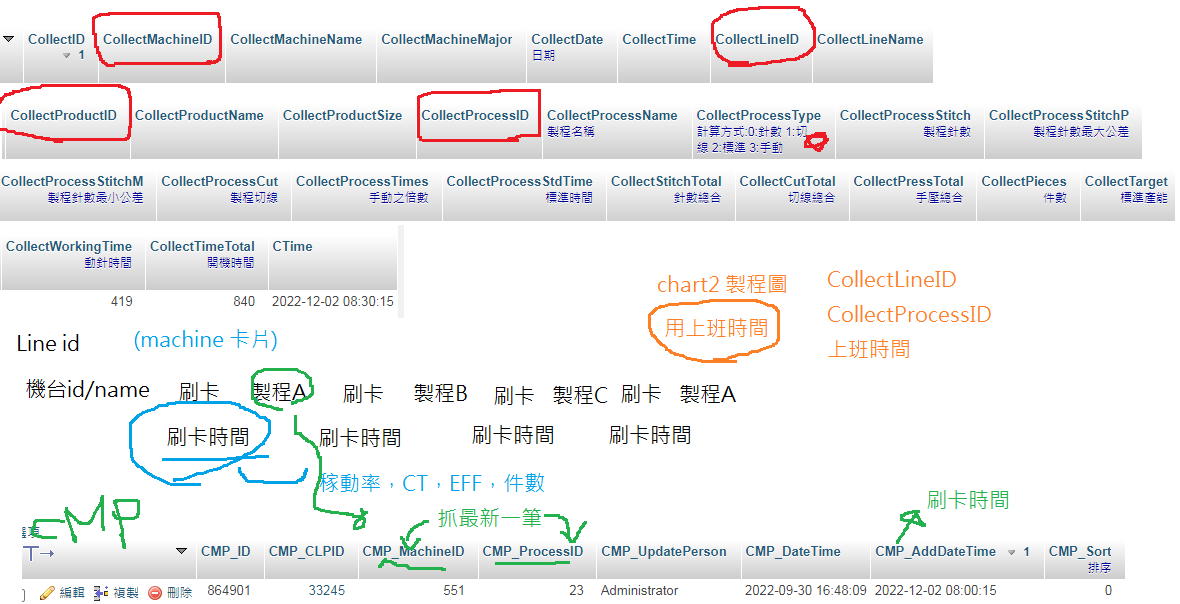 CollectID CollectMachineID CollectMachineName CollectMachineMajor CollectDate CollectTime CollectLineID CollectLineName
1 日期
CollectProductID CollectProductName CollectProductSize CollectProcessID CollectProcessName CollectProcessType CollectProcessStitch CollectProcessStitchP
製程名稱 計算方式:0:針數 1:切 製程針數 製程針數最大公差
線 2:標準 3:手動
CollectProcessStitchM CollectProcessCut CollectProcessTimes CollectProcessStdTime CollectStitchTotal CollectCutTotal CollectPressTotal CollectPieces CollectTarget
製程針數最小公差 製程切線 手動之倍數 標準時間 針數總合 切線總合 手壓總合 件數 標準產能
CollectWorkingTime CollectTimeTotal CTime
動針時間 開機時間
419 840 2022-12-02 08:30:15
chart2 製程圖 CollectLineID
用上班時間 CollectProcessID
上班時間
Line id (machine 卡片)
機台id/name 刷卡 製程A 刷卡 製程B 刷卡 製程C 刷卡 製程A
刷卡時間 刷卡時間 刷卡時間 刷卡時間
稼動率，CT，EFF，件數
CMP 抓最新一筆 刷卡時間
CMP_ID CMP_CLPID CMP_MachineID CMP_ProcessID CMP_UpdatePerson CMP_DateTime CMP_AddDateTime 1 CMP_Sort
排序
編輯 複製 刪除 864901 33245 551 23 Administrator 2022-09-30 16:48:09 2022-12-02 08:00:15 0